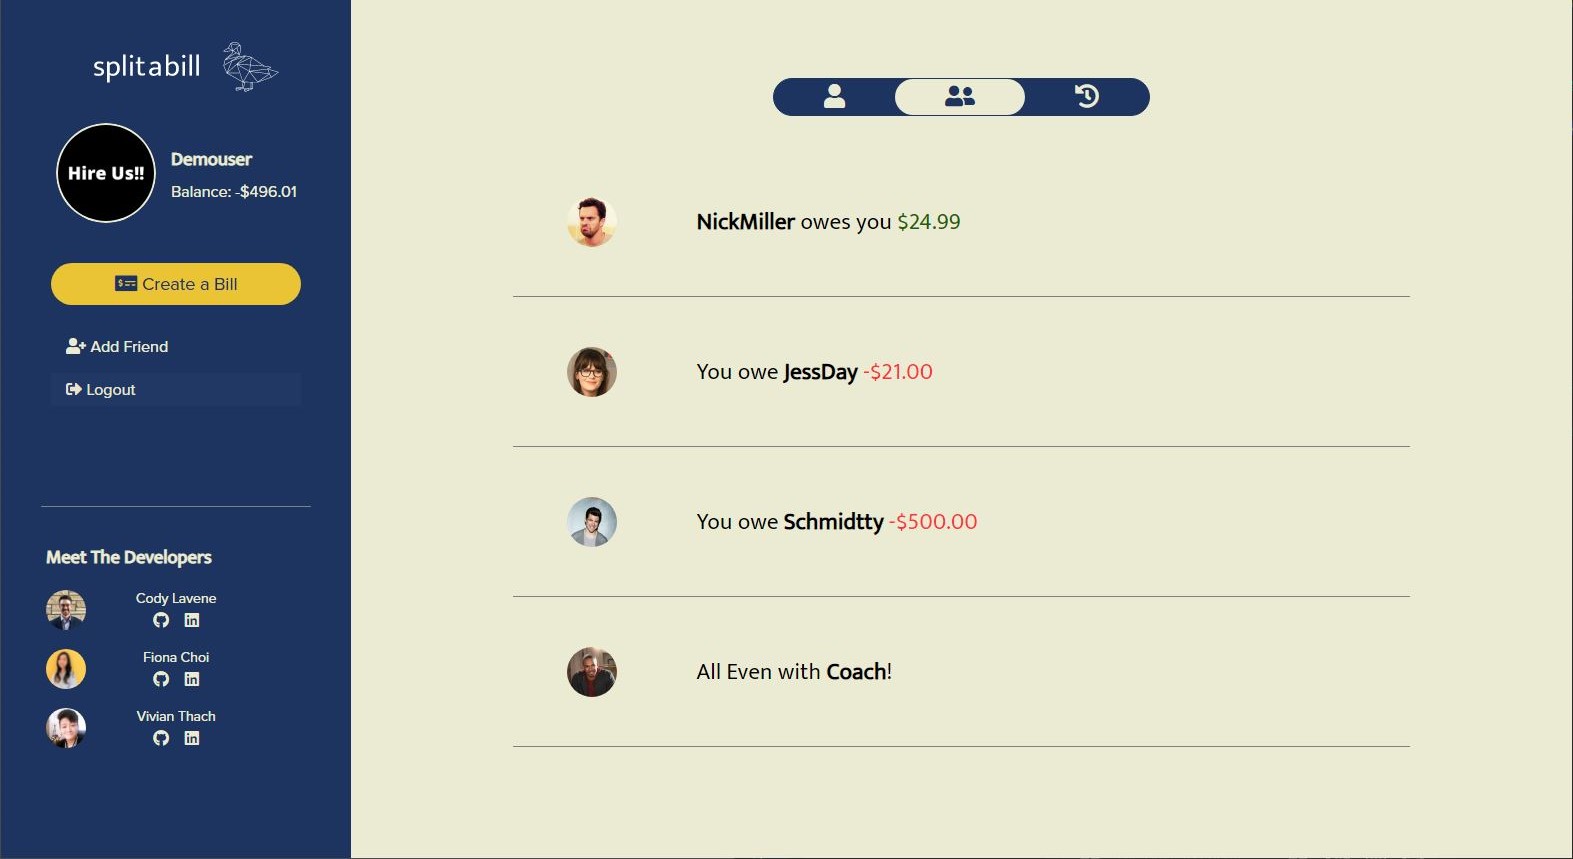 splitabill
Hire Us!!
Demouser
Balance: -$496.01
Create a Bill
Add Friend
Logout
Meet The Developers
Cody Lavene
Fiona Choi
Vivian Thach
NickMiller owes you $24.99
You owe JessDay -$21.00
You owe Schmidtty -$500.00
All Even with Coach!